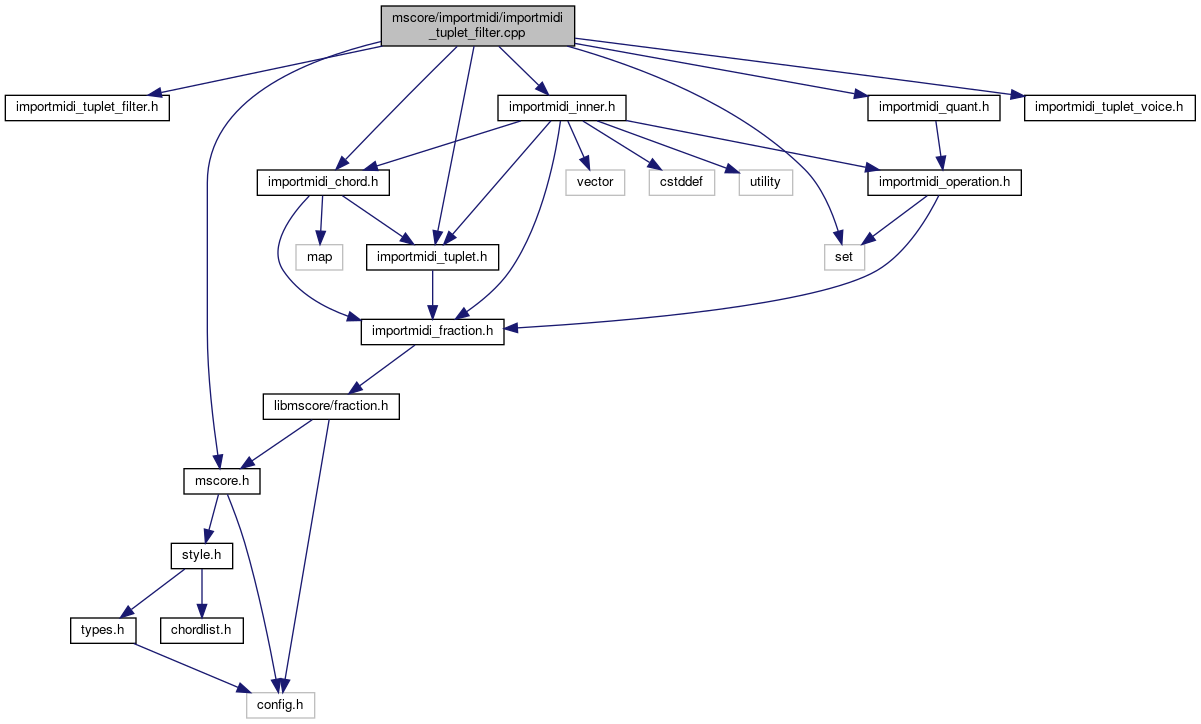 mscore/importmidi/importmidi
_tuplet_filter.cpp
importmidi_tuplet_filter.h
importmidi_inner.h
importmidi_quant.h
importmidi_tuplet_voice.h
importmidi_chord.h
vector
cstddef
utility
importmidi_operation.h
map
importmidi_tuplet.h
set
importmidi_fraction.h
libmscore/fraction.h
mscore.h
style.h
types.h
chordlist.h
config.h